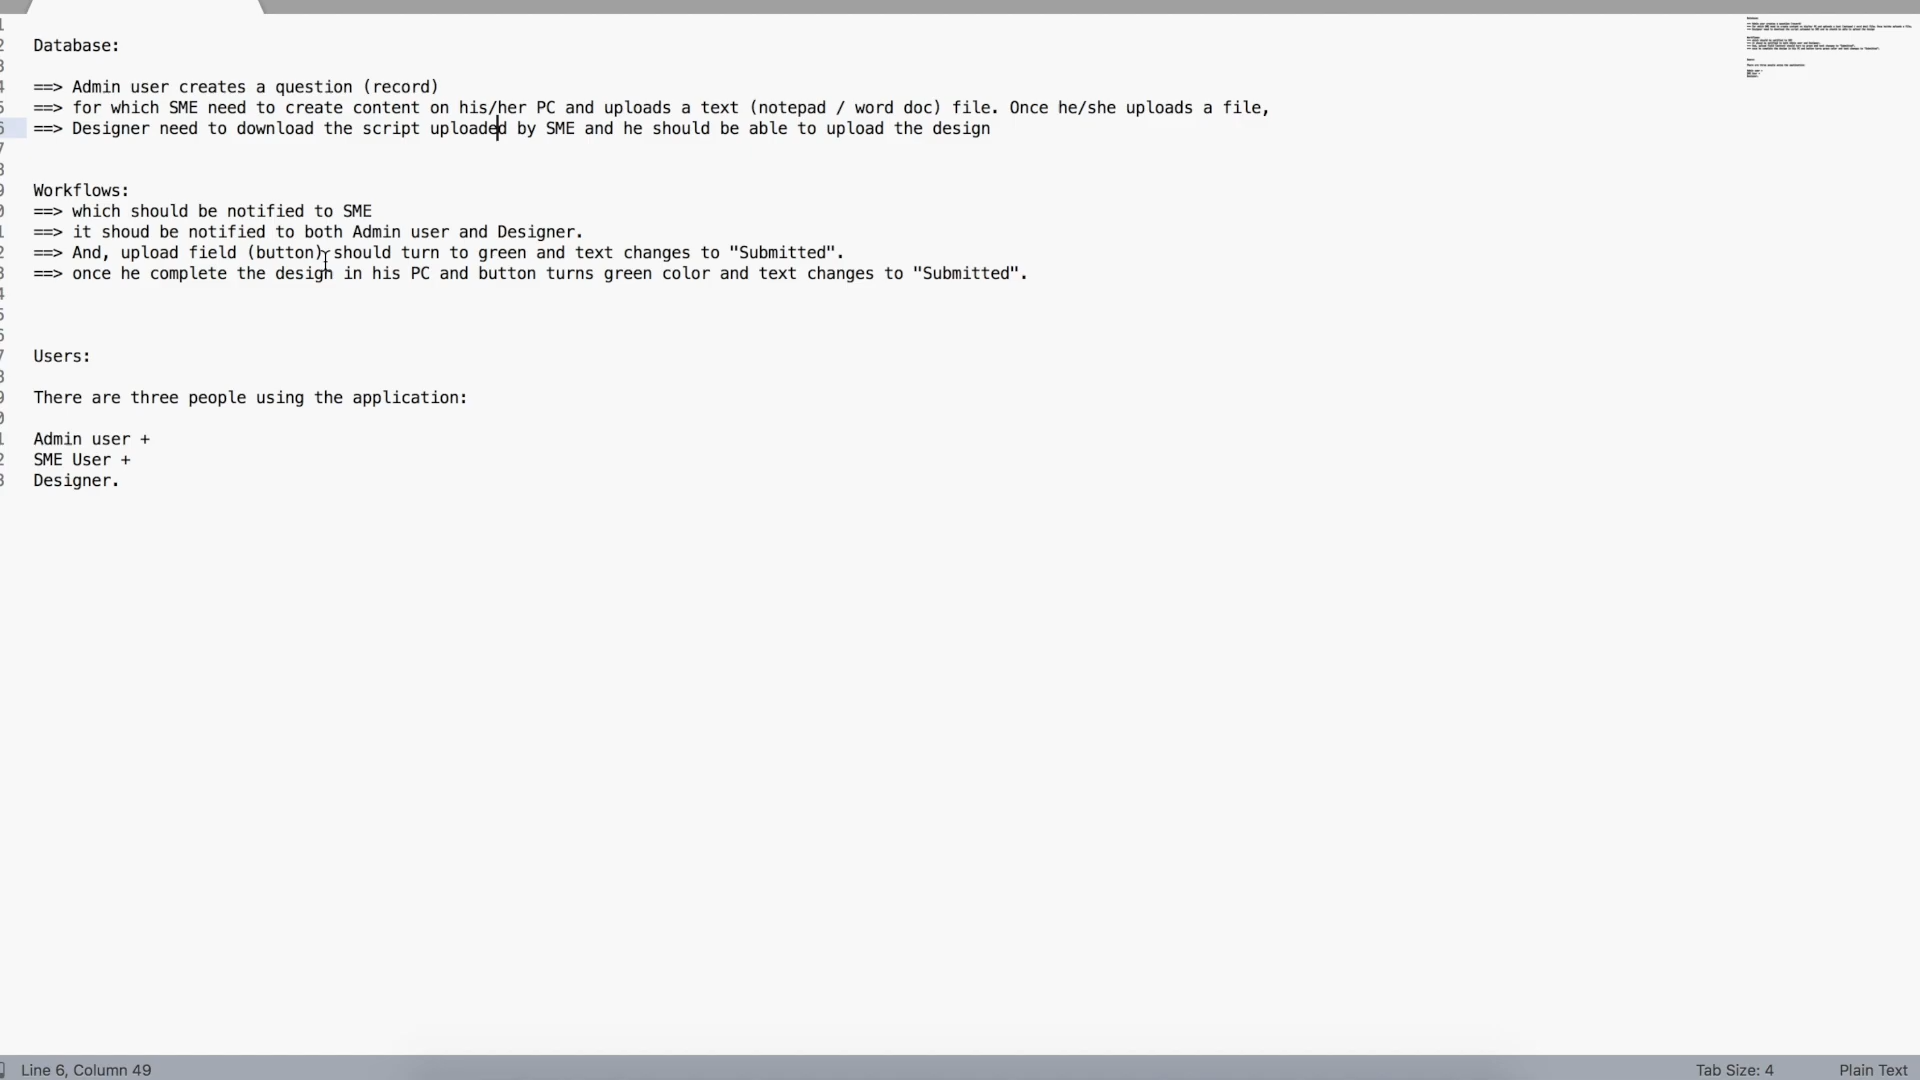 Database:
==> Admin user creates a question (record)
==> for which SME need to create content on his/her PC and uploads a text (notepad / word doc) file. Once he/she uploads a file,
==> Designer need to download the script uploaded by SME and he should be able to upload the design
Workflows:
==> which should be notified to SME
==> it shoud be notified to both Admin user and Designer.
==> And, upload field (button) should turn to green and text changes to "Submitted".
==> once he complete the design in his PC and button turns green color and text changes to "Submitted".
Users:
There are three people using the application:
Admin user +
SME User +
Designer.
Line 6, Column 49
Tab Size: 4
Plain Text